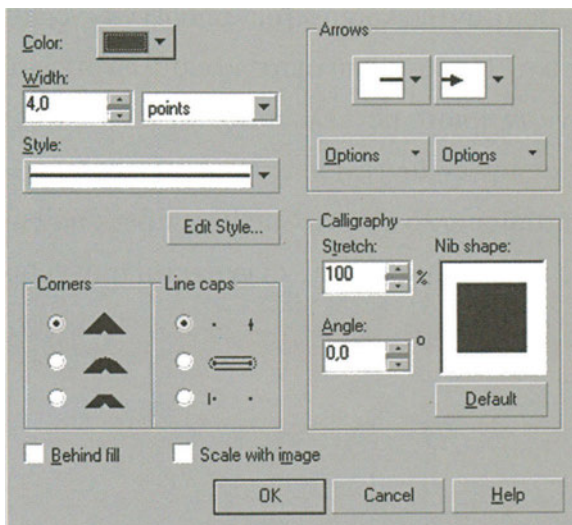 Color:
Width:
4,0 points
Style:
Edit Style...
Corners
Line caps
Behind fill
Scale with image
Arrows
Options
Options
Calligraphy
Stretch:
100 %
Angle:
0,0 °
Nib shape:
Default
OK
Cancel
Help